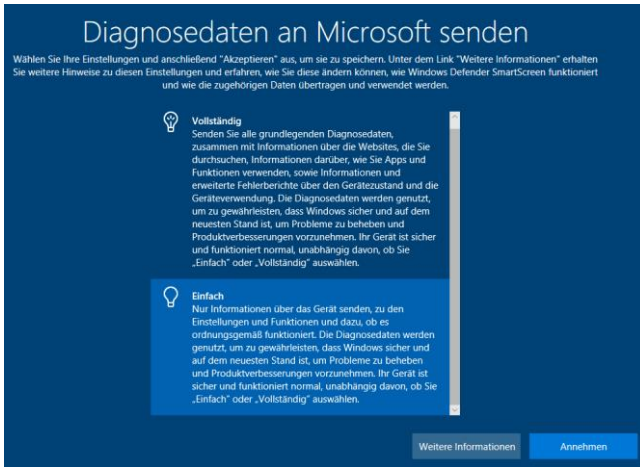 Diagnosedaten an Microsoft senden
Wählen Sie Ihre Einstellungen und anschließend "Akzeptieren" aus, um sie zu speichern. Unter dem Link "Weitere Informationen" erhalten
Sie weitere Hinweise zu diesen Einstellungen und erfahren, wie Sie diese ändern können, wie Windows Defender SmartScreen funktioniert
und wie die zugehörigen Daten übertragen und verwendet werden.
Vollständig
Senden Sie alle grundlegenden Diagnosedaten,
zusammen mit Informationen über die Websites, die Sie
durchsuchen, Informationen darüber, wie Sie Apps und
Funktionen verwenden, sowie Informationen und
erweiterte Fehlerberichte über den Gerätezustand und die
Geräteverwendung. Die Diagnosedaten werden genutzt,
um zu gewährleisten, dass Windows sicher und auf dem
neuesten Stand ist, um Probleme zu beheben und
Produktverbesserungen vorzunehmen. Ihr Gerät ist sicher
und funktioniert normal, unabhängig davon, ob Sie
„Einfach" oder „Vollständig" auswählen.
Einfach
Nur Informationen über das Gerät senden, zu den
Einstellungen und Funktionen und dazu, ob es
ordnungsgemäß funktioniert. Die Diagnosedaten werden
genutzt, um zu gewährleisten, dass Windows sicher und
auf dem neuesten Stand ist, um Probleme zu beheben
und Produktverbesserungen vorzunehmen. Ihr Gerät ist
sicher und funktioniert normal, unabhängig davon, ob Sie
„Einfach" oder „Vollständig" auswählen.
Weitere Informationen
Annehmen